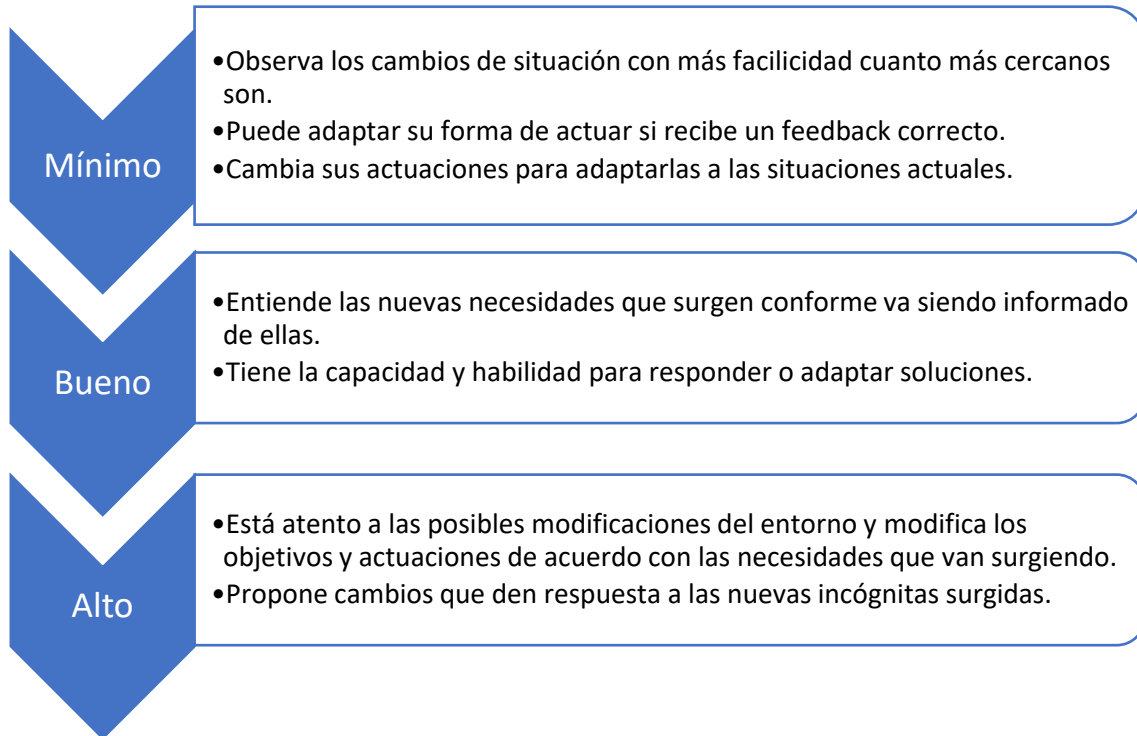 Mínimo
•Observa los cambios de situación con más facilicidad cuanto más cercanos
son.
•Puede adaptar su forma de actuar si recibe un feedback correcto.
•Cambia sus actuaciones para adaptarlas a las situaciones actuales.
Bueno
•Entiende las nuevas necesidades que surgen conforme va siendo informado
de ellas.
•Tiene la capacidad y habilidad para responder o adaptar soluciones.
Alto
•Está atento a las posibles modificaciones del entorno y modifica los
objetivos y actuaciones de acuerdo con las necesidades que van surgiendo.
•Propone cambios que den respuesta a las nuevas incógnitas surgidas.